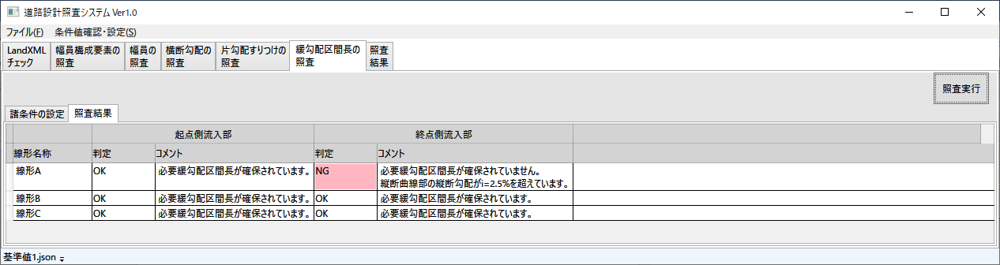 道路設計照査システム Ver1.0
ファイル(F) 条件値確認・設定(S)
LandXML
チェック
幅員構成要素の
照査
幅員の
照査
横断勾配の
照査
片勾配すりつけの
照査
緩勾配区間長の
照査
照査
結果
照査実行
諸条件の設定 照査結果
起点側流入部 終点側流入部
線形名称 判定 コメント 判定 コメント
線形A OK 必要緩勾配区間長が確保されています。 NG 必要緩勾配区間長が確保されていません。
縦断曲線部の縦断勾配がi=2.5%を超えています。
線形B OK 必要緩勾配区間長が確保されています。 OK 必要緩勾配区間長が確保されています。
線形C OK 必要緩勾配区間長が確保されています。 OK 必要緩勾配区間長が確保されています。
基準値1.json